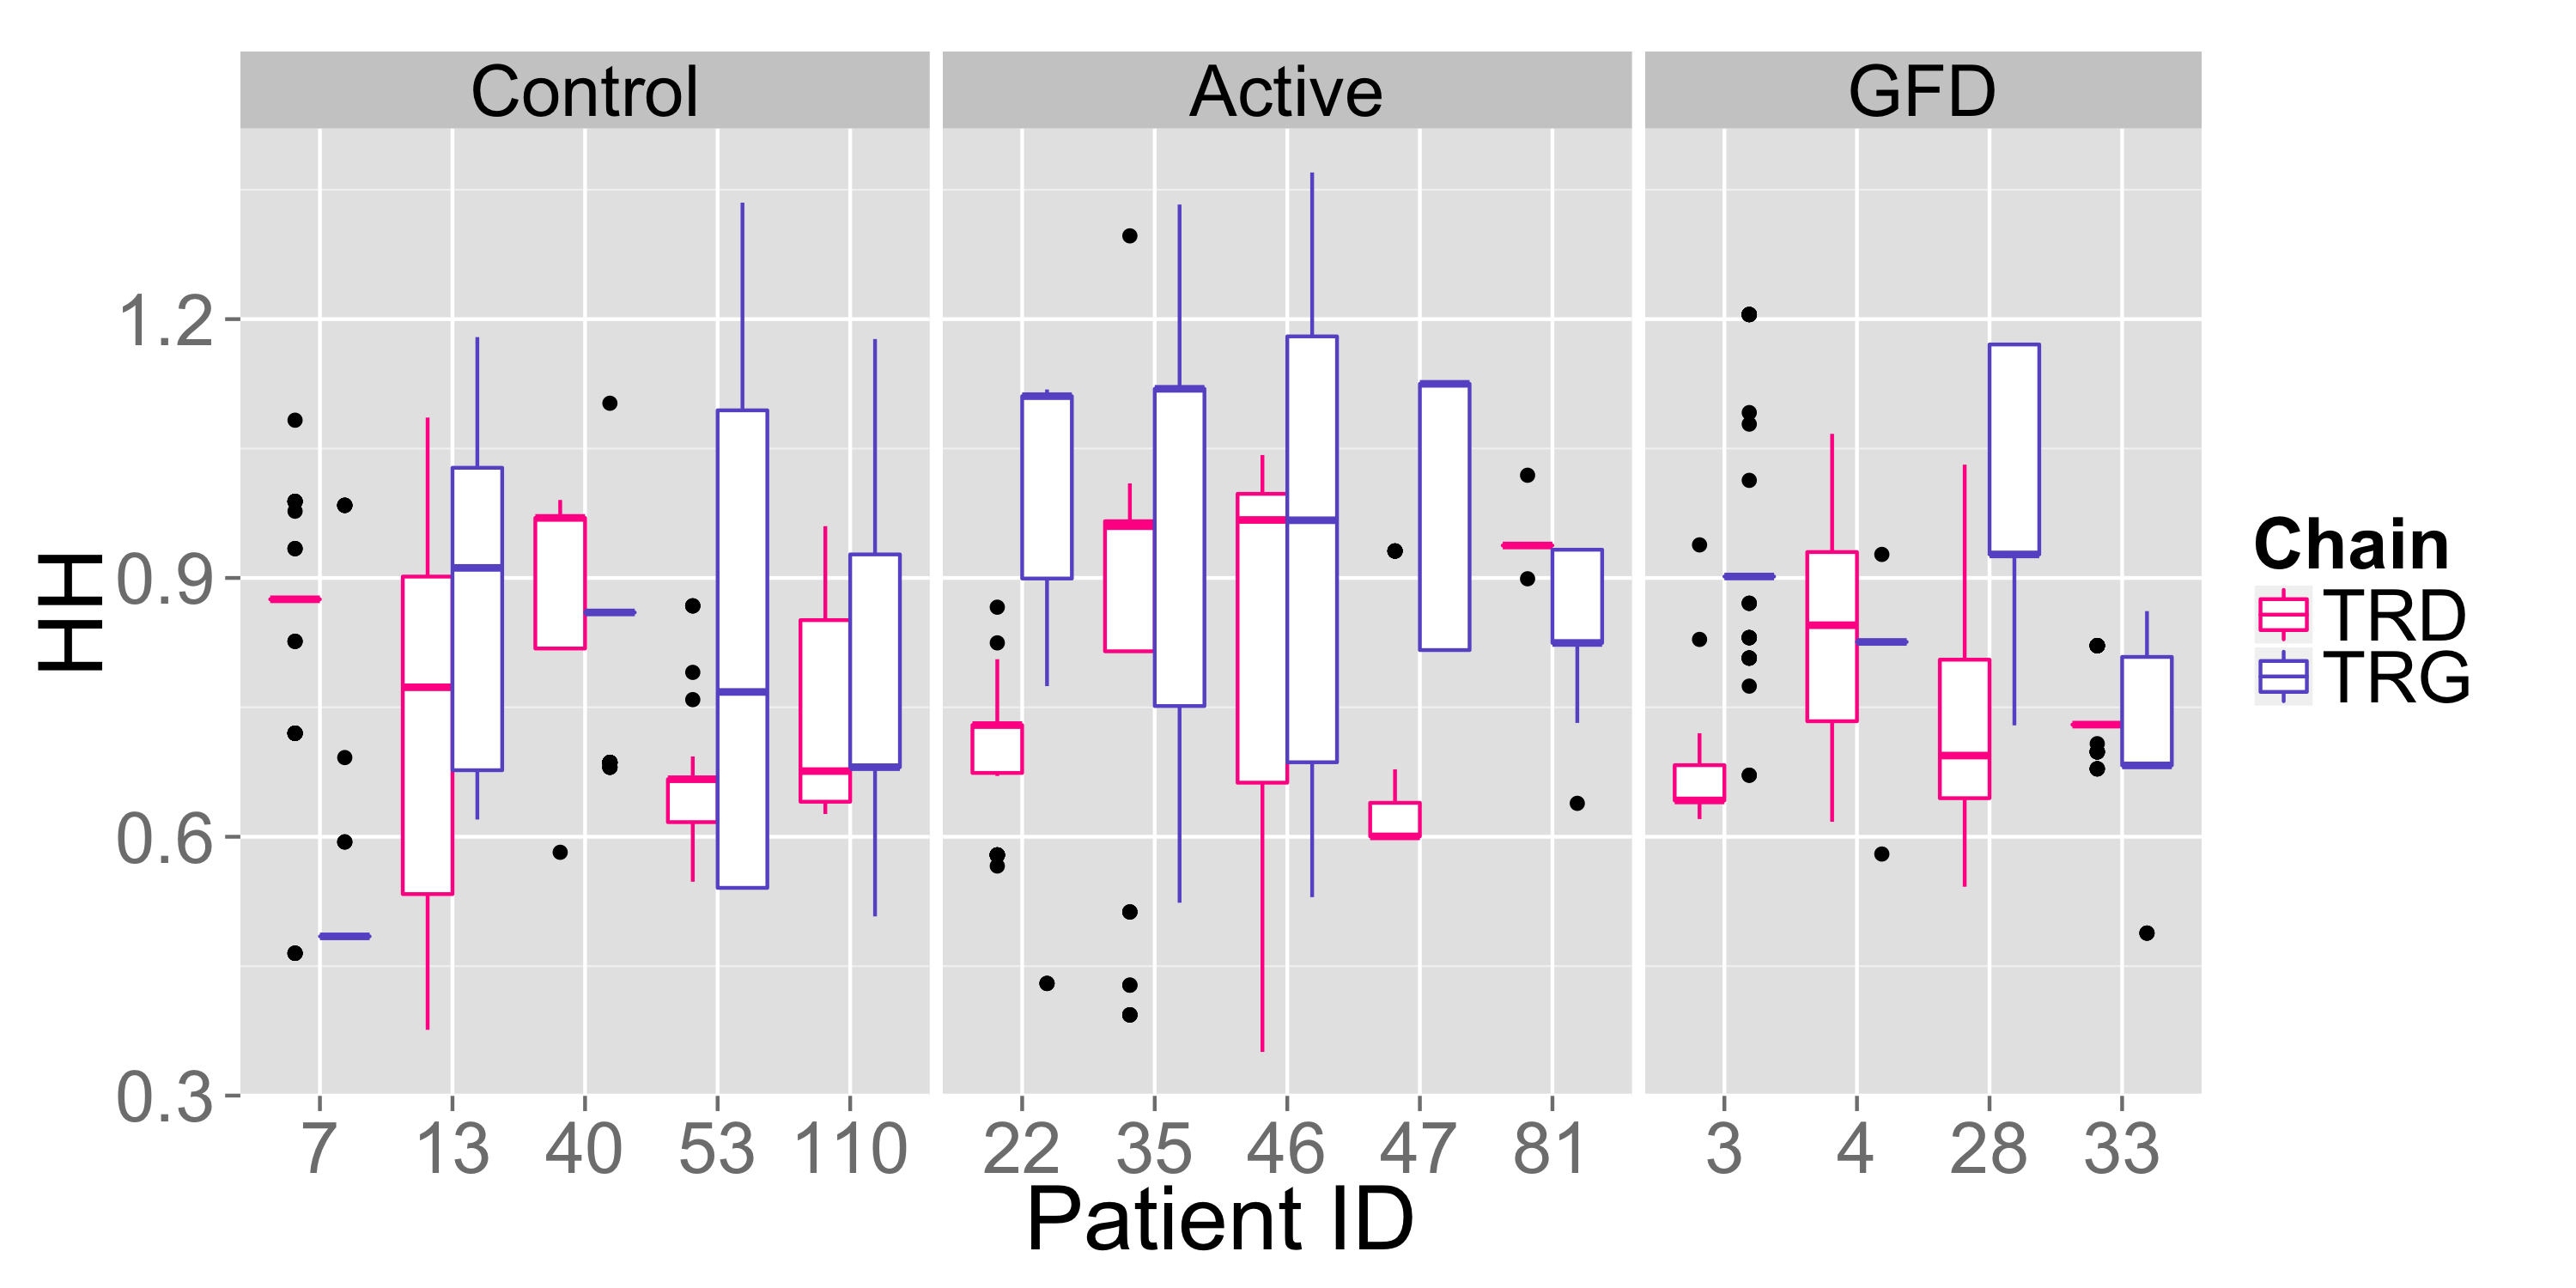 Control Active GFD
1.2
0.9
0.6
0.3
HH
7 13 40 53 110 22 35 46 47 81 3 4 28 33
Patient ID
Chain
TRD
TRG